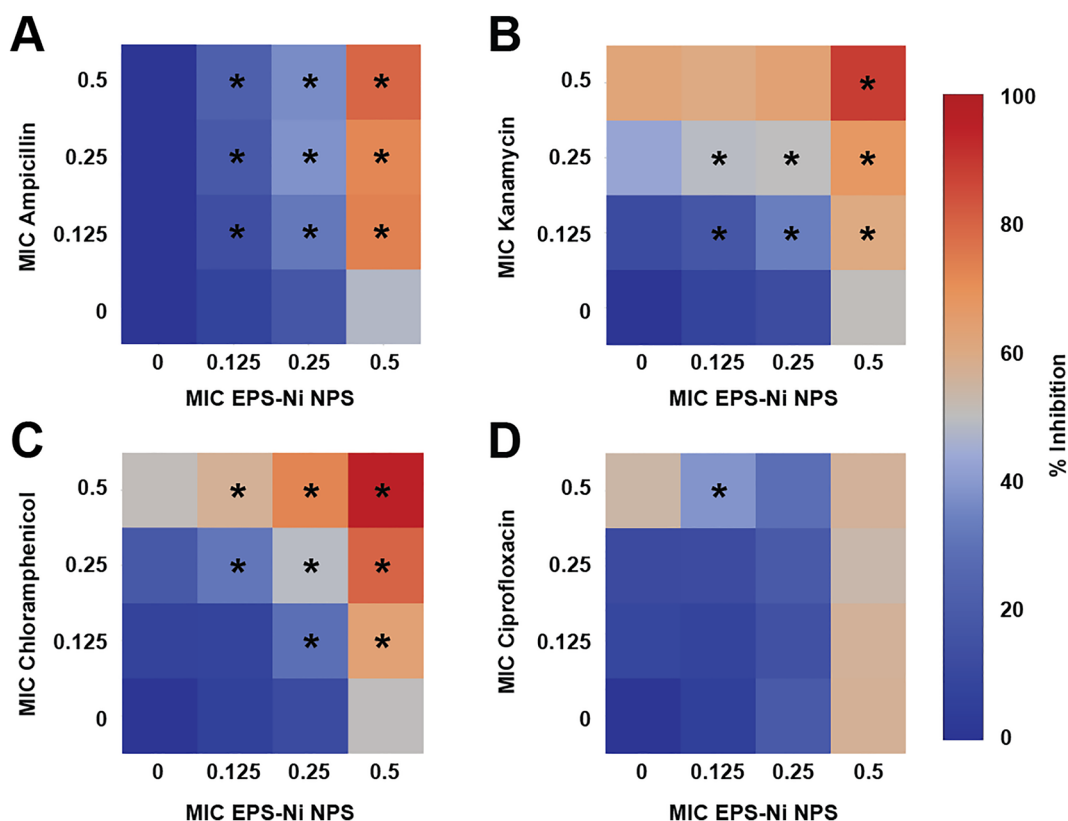 A
MIC Ampicillin
0.5
*
*
*
0.25
*
*
*
0.125
*
*
*
0
0 0.125 0.25 0.5
MIC EPS-Ni NPS
B
MIC Kanamycin
0.5
*
0.25
*
*
*
0.125
*
*
*
0
0 0.125 0.25 0.5
MIC EPS-Ni NPS
C
MIC Chloramphenicol
0.5
*
*
*
0.25
*
*
*
0.125
*
*
0
0 0.125 0.25 0.5
MIC EPS-Ni NPS
D
MIC Ciprofloxacin
0.5
*
0.25
0.125
0
0 0.125 0.25 0.5
MIC EPS-Ni NPS
100
80
60
40
20
0
% Inhibition